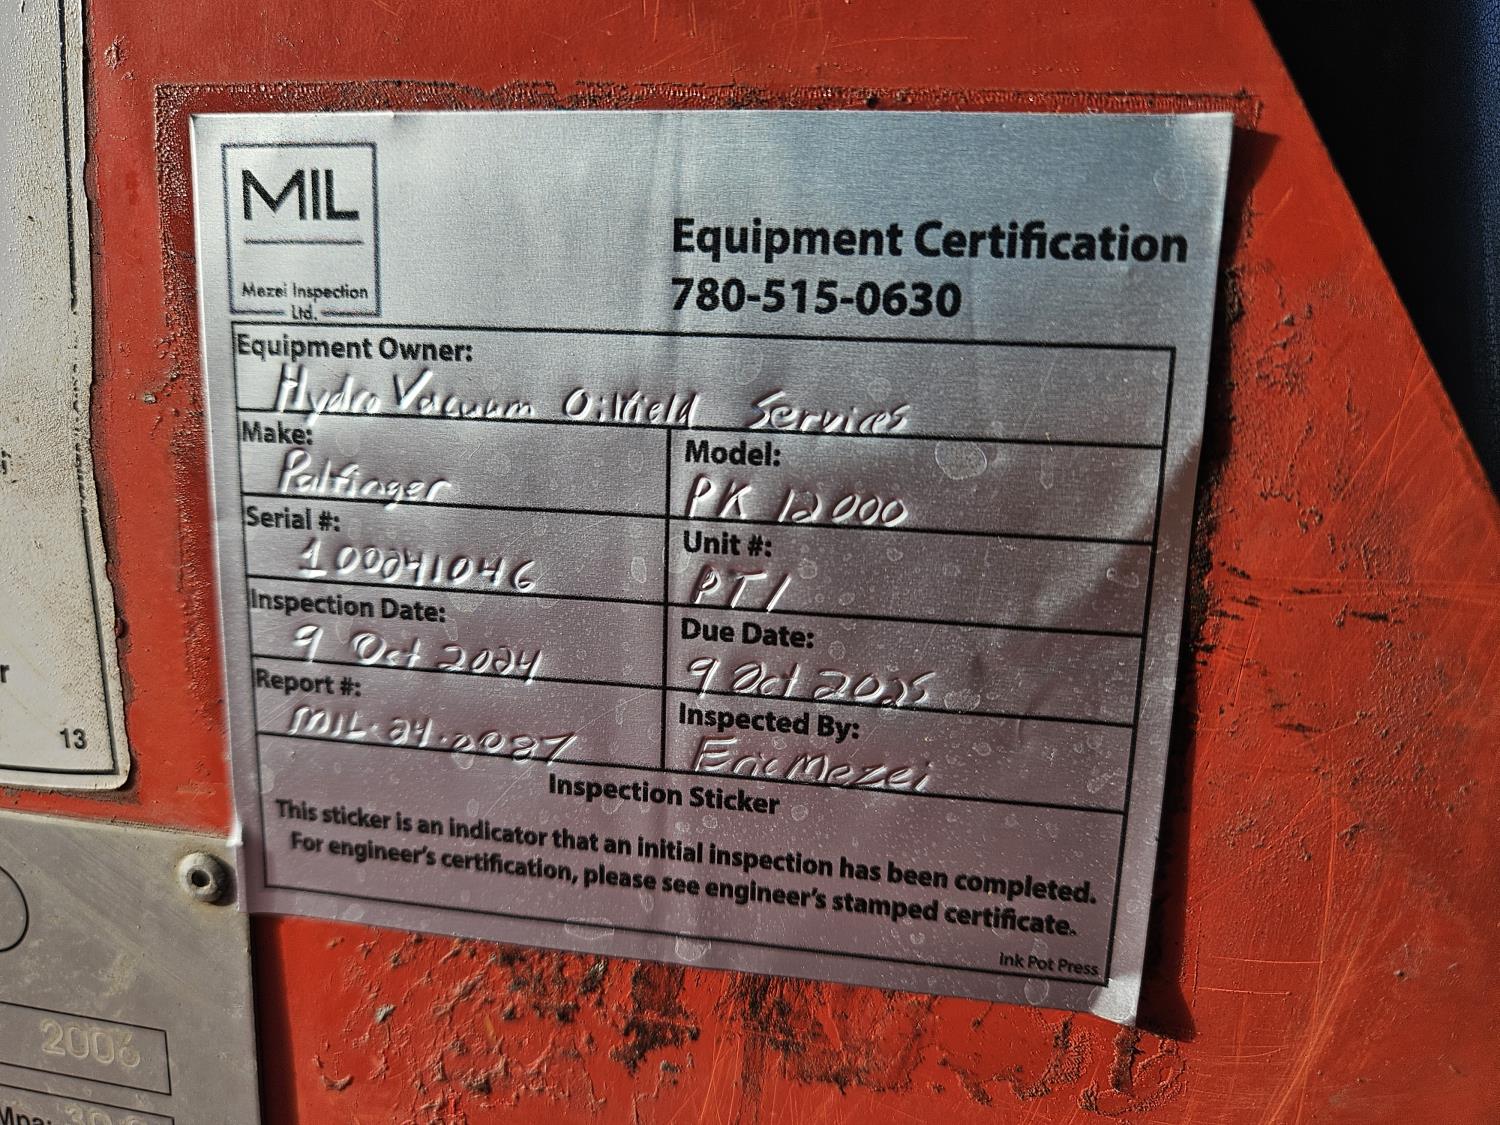 MIL
Mezei Inspection
Ltd.
Equipment Certification
780-515-0630
Equipment Owner:
Hydro Vacuum Oilfield Services
Make:
Palfinger
Model:
PK 12000
Serial #:
100041046
Unit #:
PT1
Inspection Date:
9 Oct 2024
Due Date:
9 Oct 2025
Report #:
MIL-24-2087
Inspected By:
Eric Mezei
Inspection Sticker
This sticker is an indicator that an initial inspection has been completed.
For engineer's certification, please see engineer's stamped certificate.
Ink Pot Press
r
13
2006
Mpa: